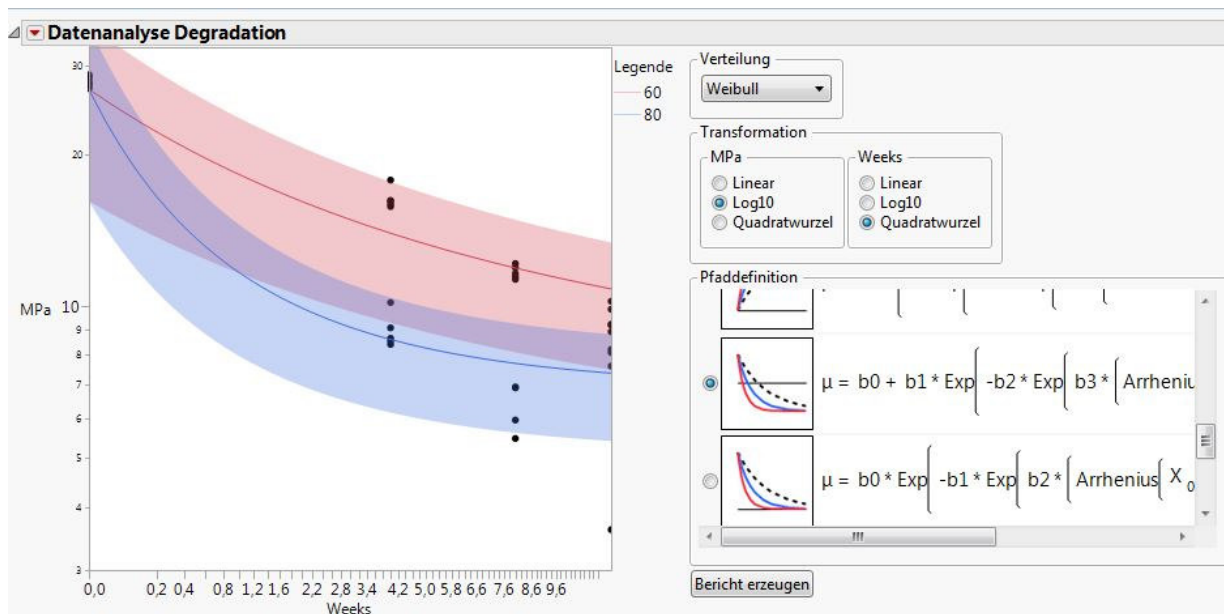 Datenanalyse Degradation
30
20
MPa 10
9
8
7
6
5
4
3
0,0 0,2 0,4 0,8 1,2 1,6 2,2 2,8 3,4 4,2 5,0 5,8 6,6 7,6 8,6 9,6
Weeks
Legende
60
80
Verteilung
Weibull
Transformation
MPa
Linear
Log10
Quadratwurzel
Weeks
Linear
Log10
Quadratwurzel
Pfaddefinition
μ = b0 + b1 * Exp( -b2 * Exp( b3 * ( Arrheniu
μ = b0 * Exp( -b1 * Exp( b2 * ( Arrhenius( X0
Bericht erzeugen